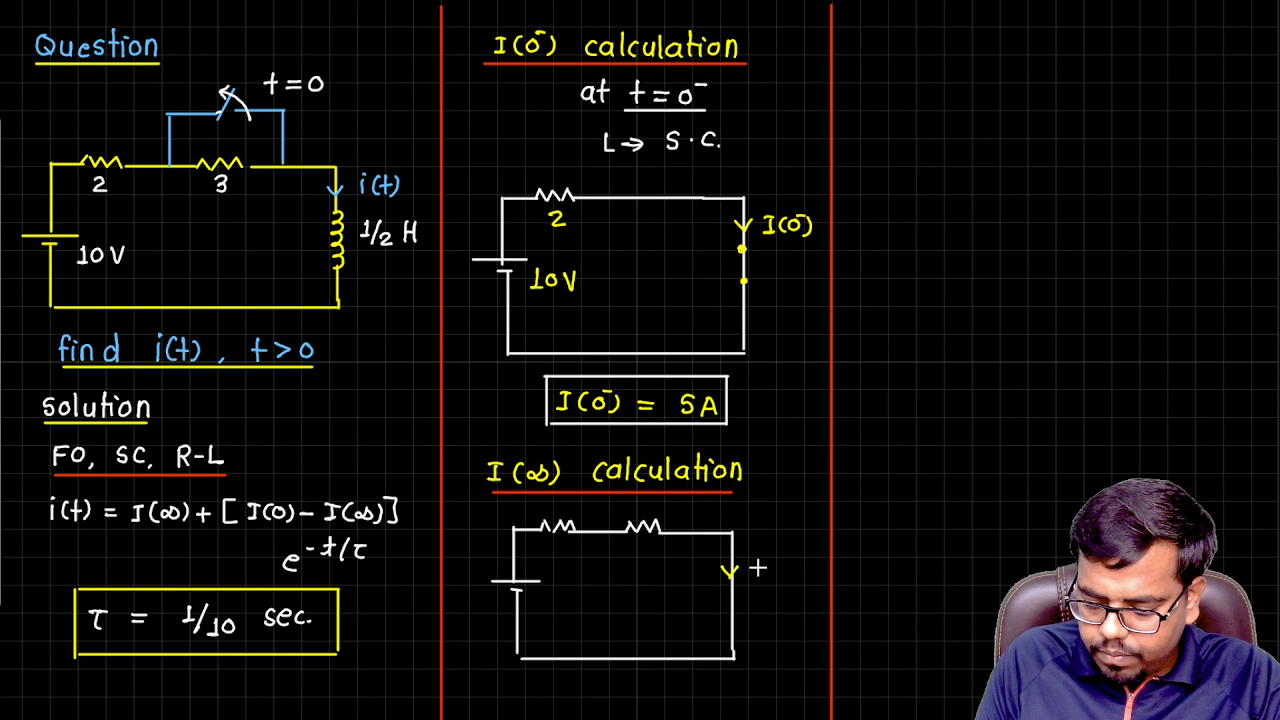 Question
t=0
2
3
i(t)
1/2 H
10V
find i(t), t>0
solution
FO, SC, R-L
i(t) = I(∞) + [I(0) - I(∞)]
e^-t/τ
τ = 1/10 sec.
I(0⁻) calculation
at t=0⁻
L → S.C.
2
I(0⁻)
10V
I(0⁻) = 5A
I(∞) calculation